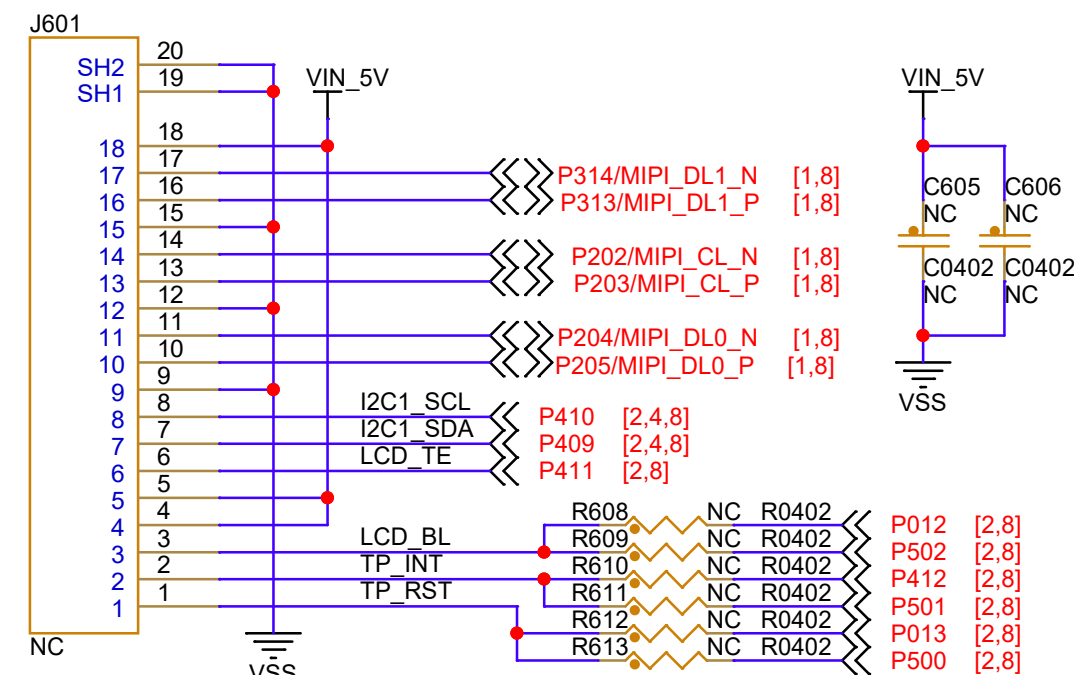 J601
20
SH2
19
SH1
VIN_5V
VIN_5V
18
18
17
17
P314/MIPI_DL1_N [1,8]
16
16
P313/MIPI_DL1_P [1,8]
C605
C606
15
15
NC
NC
14
14
P202/MIPI_CL_N [1,8]
13
13
P203/MIPI_CL_P [1,8]
C0402
C0402
12
12
NC
NC
11
11
P204/MIPI_DL0_N [1,8]
10
10
P205/MIPI_DL0_P [1,8]
9
9
VSS
8
8
I2C1_SCL
P410 [2,4,8]
7
7
I2C1_SDA
P409 [2,4,8]
6
6
LCD_TE
P411 [2,8]
5
5
4
4
R608 NC R0402
P012 [2,8]
3
3
LCD_BL
R609 NC R0402
P502 [2,8]
2
2
TP_INT
R610 NC R0402
P412 [2,8]
1
1
TP_RST
R611 NC R0402
P501 [2,8]
R612 NC R0402
P013 [2,8]
NC
R613 NC R0402
P500 [2,8]
VSS